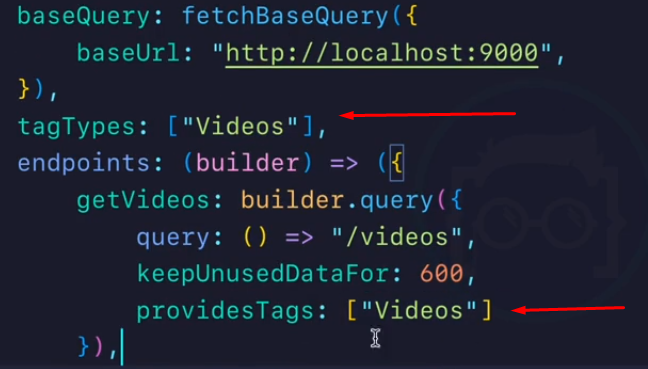 baseQuery: fetchBaseQuery({
baseUrl: "http://localhost:9000",
}),
tagTypes: ["Videos"],
endpoints: (builder) => ({
getVideos: builder.query({
query: () => "/videos",
keepUnusedDataFor: 600,
providesTags: ["Videos"]
}),